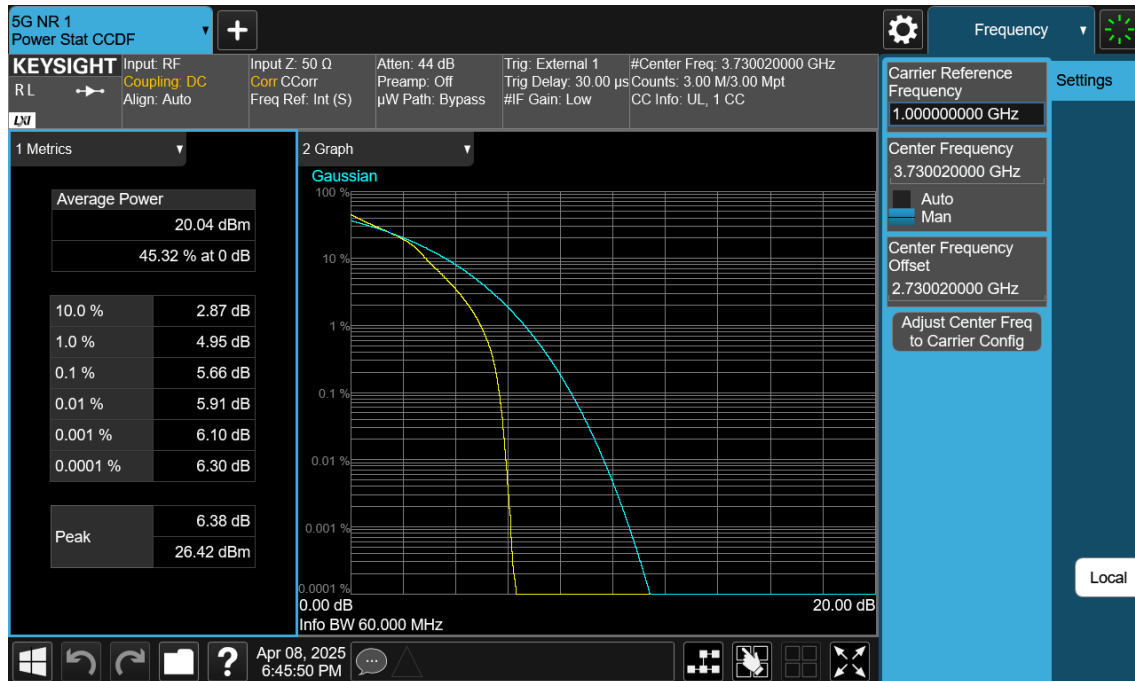 5G NR 1
Power Stat CCDF
Frequency
KEYSIGHT
RL
LXI
Input: RF
Coupling: DC
Align: Auto
Input Z: 50 Ω
Corr CCorr
Freq Ref: Int (S)
Atten: 44 dB
Preamp: Off
µW Path: Bypass
Trig: External 1
Trig Delay: 30.00 µs
#IF Gain: Low
#Center Freq: 3.730020000 GHz
Counts: 3.00 M/3.00 Mpt
CC Info: UL, 1 CC
1 Metrics
Average Power
20.04 dBm
45.32 % at 0 dB
10.0 % 2.87 dB
1.0 % 4.95 dB
0.1 % 5.66 dB
0.01 % 5.91 dB
0.001 % 6.10 dB
0.0001 % 6.30 dB
Peak
6.38 dB
26.42 dBm
2 Graph
Gaussian
100 %
10 %
1 %
0.1 %
0.01 %
0.001 %
0.0001 %
0.00 dB 20.00 dB
Info BW 60.000 MHz
Carrier Reference
Frequency
1.000000000 GHz
Center Frequency
3.730020000 GHz
Auto
Man
Center Frequency
Offset
2.730020000 GHz
Adjust Center Freq
to Carrier Config
Settings
Local
?
Apr 08, 2025
6:45:50 PM